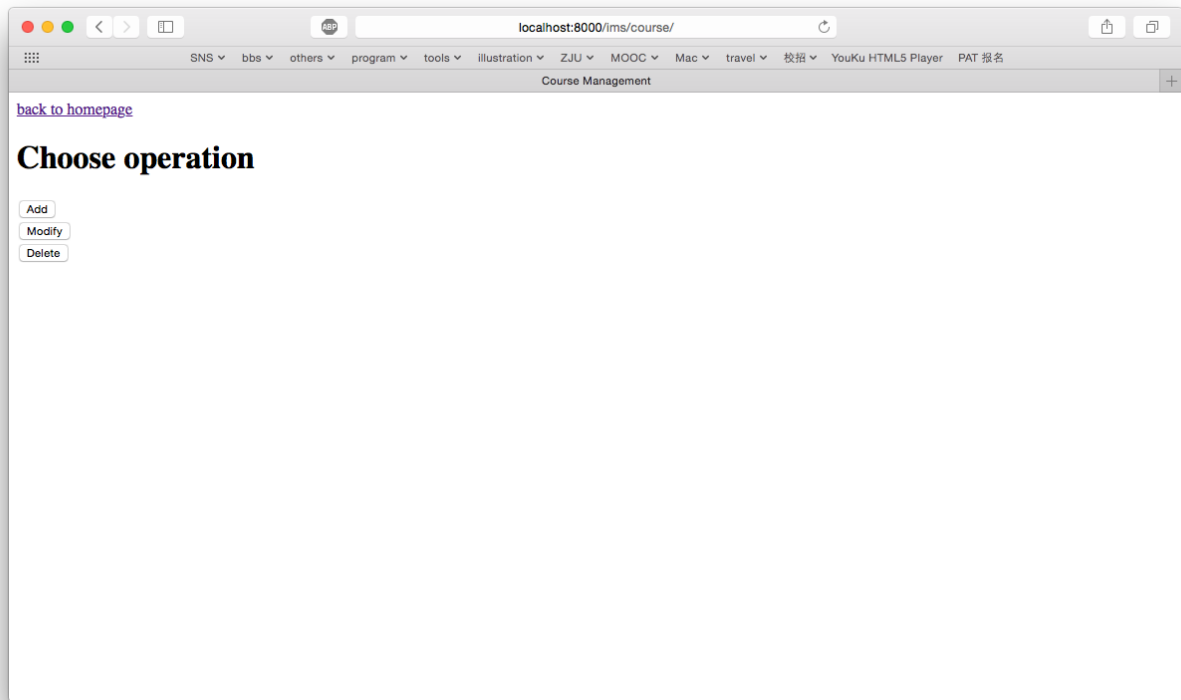 ABP
localhost:8000/ims/course/
SNS bbs others program tools illustration ZJU MOOC Mac travel 校招 YouKu HTML5 Player PAT 报名
Course Management
back to homepage
Choose operation
Add
Modify
Delete